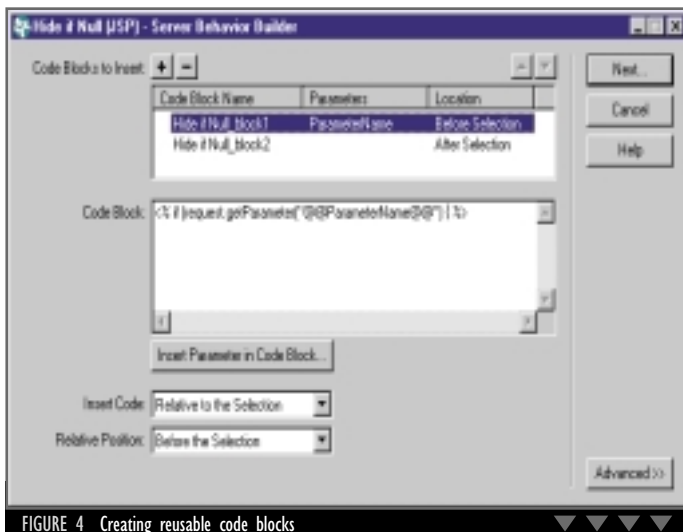 Hide if Null (JSP) - Server Behavior Builder
Code Blocks to Insert: + −
Code Block Name Parameters Location
Hide if Null_block1 ParameterName Before Selection
Hide if Null_block2 After Selection
Next...
Cancel
Help
Code Block: <% if (request.getParameter("@@ParameterName@@")
Insert Parameter in Code Block...
Insert Code: Relative to the Selection
Relative Position: Before the Selection
Advanced >>
FIGURE 4 Creating reusable code blocks